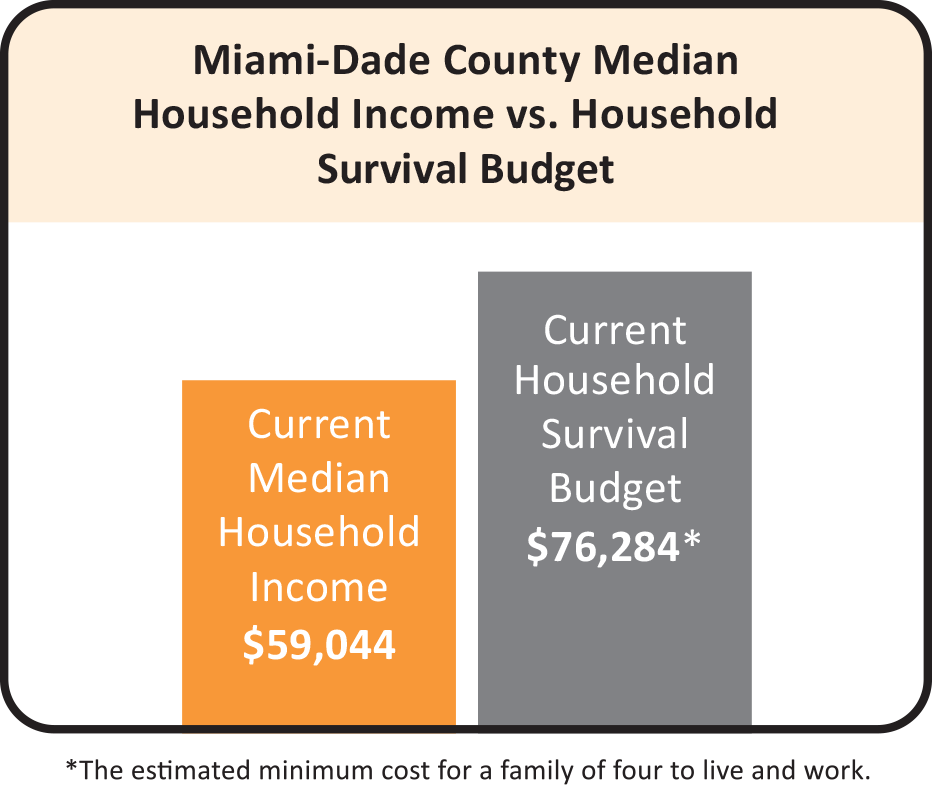 Miami-Dade County Median
Household Income vs. Household
Survival Budget
Current
Median
Household
Income
$59,044
Current
Household
Survival
Budget
$76,284*
*The estimated minimum cost for a family of four to live and work.